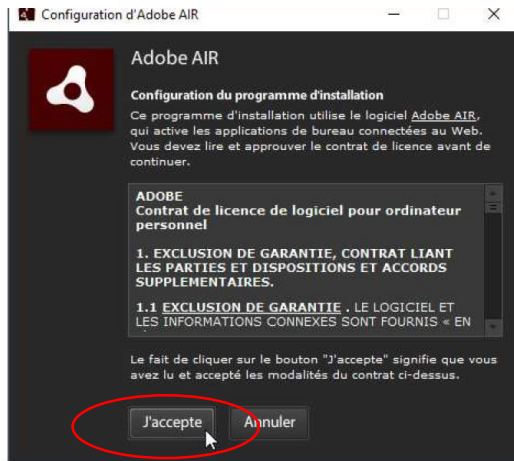 Configuration d'Adobe AIR
Adobe AIR
Configuration du programme d'installation
Ce programme d'installation utilise le logiciel Adobe AIR,
qui active les applications de bureau connectées au Web.
Vous devez lire et approuver le contrat de licence avant de
continuer.
ADOBE
Contrat de licence de logiciel pour ordinateur
personnel
1. EXCLUSION DE GARANTIE, CONTRAT LIANT
LES PARTIES ET DISPOSITIONS ET ACCORDS
SUPPLEMENTAIRES.
1.1 EXCLUSION DE GARANTIE . LE LOGICIEL ET
LES INFORMATIONS CONNEXES SONT FOURNIS « EN
Le fait de cliquer sur le bouton "J'accepte" signifie que vous
avez lu et accepté les modalités du contrat ci-dessus.
J'accepte
Annuler